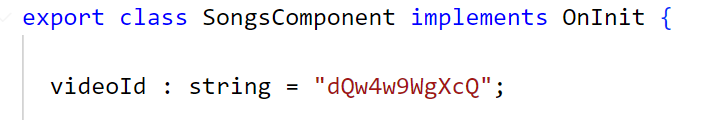 export class SongsComponent implements OnInit {
videoId : string = "dQw4w9WgXcQ";